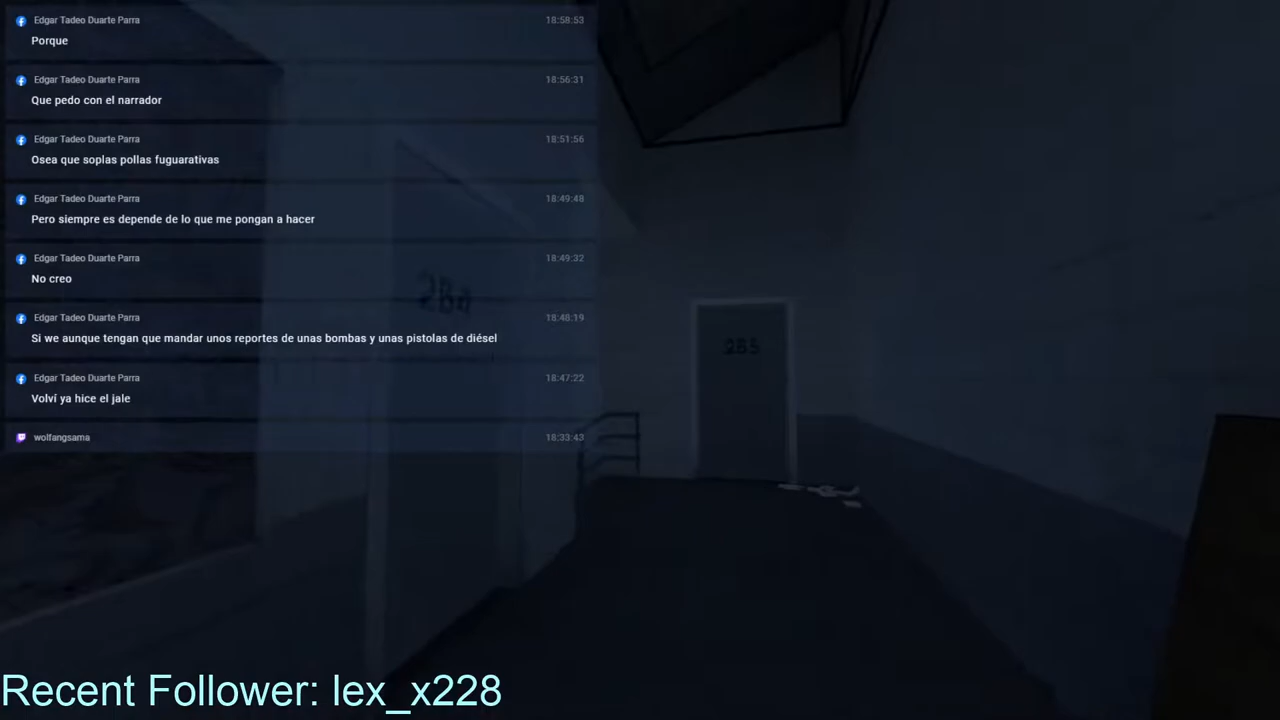 Edgar Tadeo Duarte Parra 18:58:53
Porque
Edgar Tadeo Duarte Parra 18:56:31
Que pedo con el narrador
Edgar Tadeo Duarte Parra 18:51:56
Osea que soplas pollas fuguarativas
Edgar Tadeo Duarte Parra 18:49:48
Pero siempre es depende de lo que me pongan a hacer
Edgar Tadeo Duarte Parra 18:49:32
No creo
Edgar Tadeo Duarte Parra 18:48:19
Si we aunque tengan que mandar unos reportes de unas bombas y unas pistolas de diésel
Edgar Tadeo Duarte Parra 18:47:22
Volví ya hice el jale
wolfangsama 18:33:43
Recent Follower: lex_x228